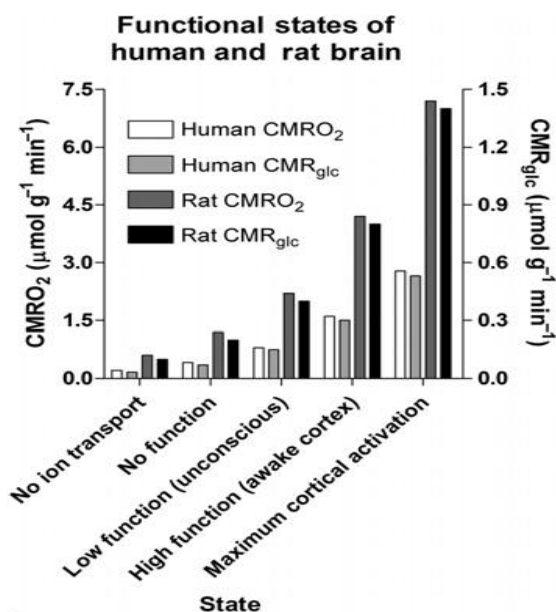 Functional states of
human and rat brain
7.5
6.0
4.5
3.0
1.5
0.0
CMRO₂ (μmol g⁻¹ min⁻¹)
Human CMRO₂
Human CMRglc
Rat CMRO₂
Rat CMRglc
1.5
1.2
0.9
0.6
0.3
0.0
CMRglc (μmol g⁻¹ min⁻¹)
No ion transport
No function
Low function (unconscious)
High function (awake cortex)
Maximum cortical activation
State